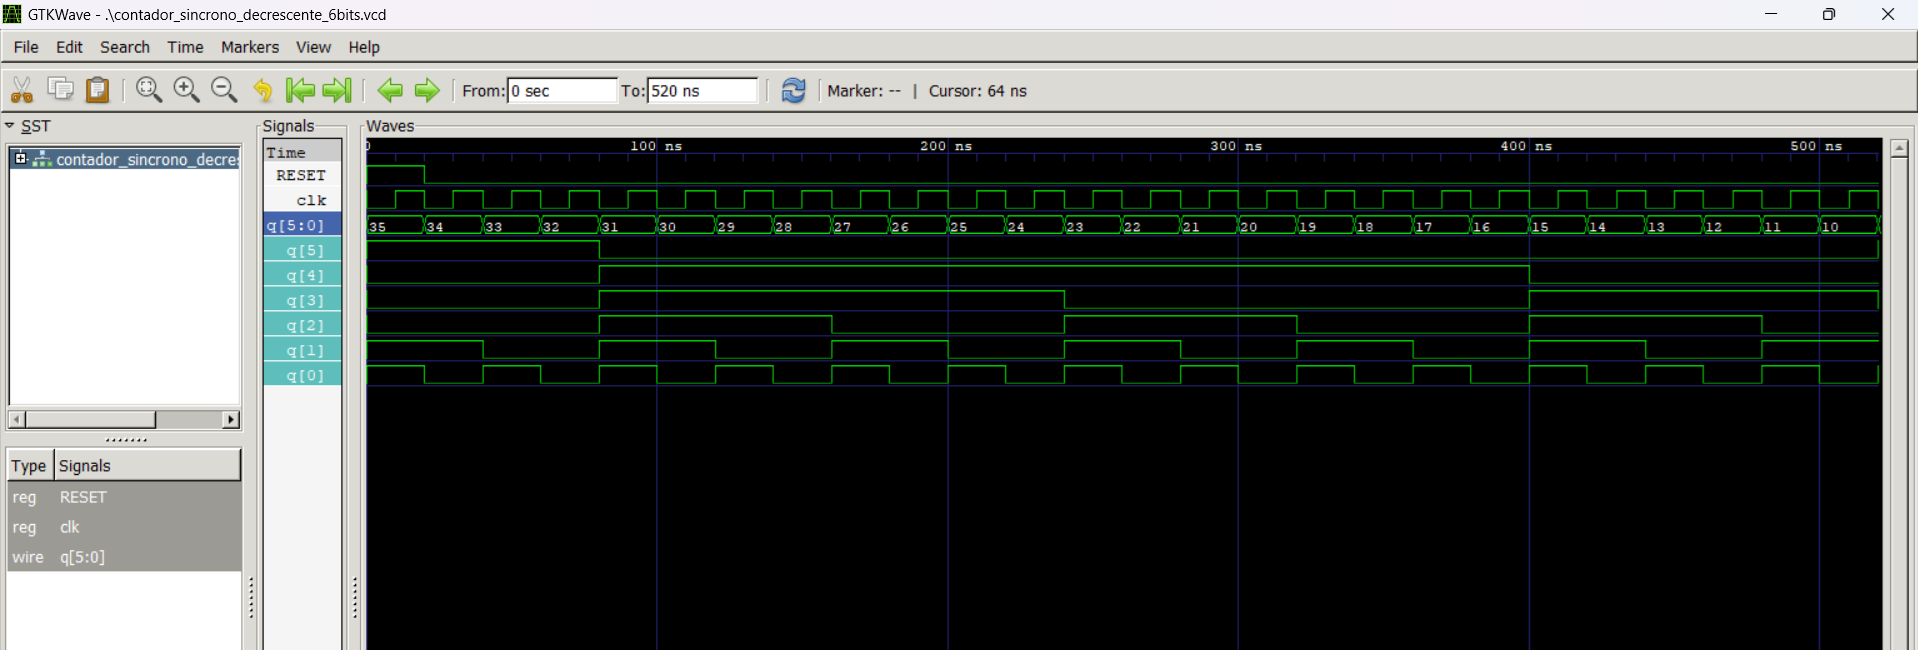 GTKWave - .\contador_sincrono_decrescente_6bits.vcd
File Edit Search Time Markers View Help
From: 0 sec To: 520 ns Marker: -- | Cursor: 64 ns
SST
contador_sincrono_decre
Type Signals
reg RESET
reg clk
wire q[5:0]
Signals
Time
RESET
clk
q[5:0]
q[5]
q[4]
q[3]
q[2]
q[1]
q[0]
Waves
0 100 ns 200 ns 300 ns 400 ns 500 ns
35 34 33 32 31 30 29 28 27 26 25 24 23 22 21 20 19 18 17 16 15 14 13 12 11 10